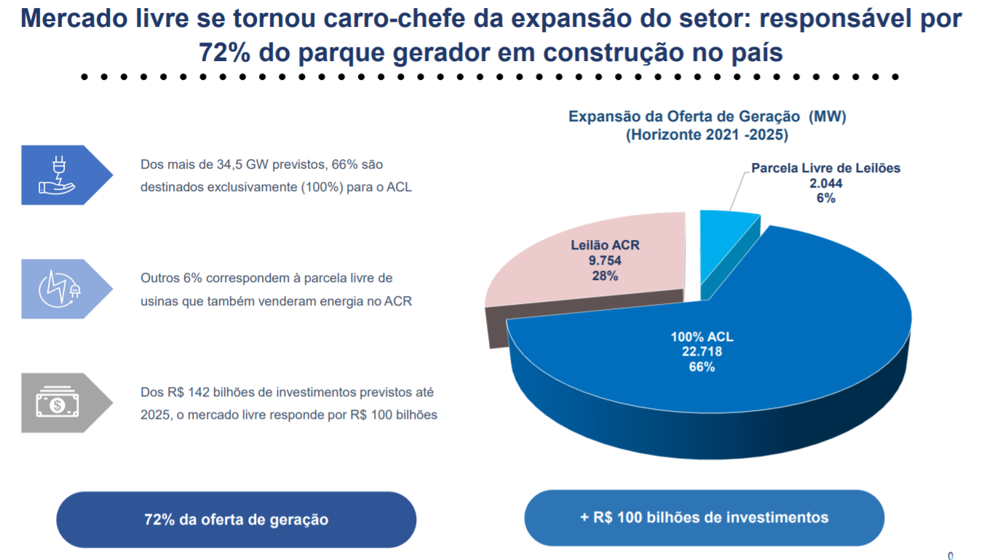 Mercado livre se tornou carro-chefe da expansão do setor: responsável por
72% do parque gerador em construção no país
Dos mais de 34,5 GW previstos, 66% são
destinados exclusivamente (100%) para o ACL
Outros 6% correspondem à parcela livre de
usinas que também venderam energia no ACR
Dos R$ 142 bilhões de investimentos previstos até
2025, o mercado livre responde por R$ 100 bilhões
72% da oferta de geração
Expansão da Oferta de Geração (MW)
(Horizonte 2021 -2025)
Parcela Livre de Leilões
2.044
6%
Leilão ACR
9.754
28%
100% ACL
22.718
66%
+ R$ 100 bilhões de investimentos